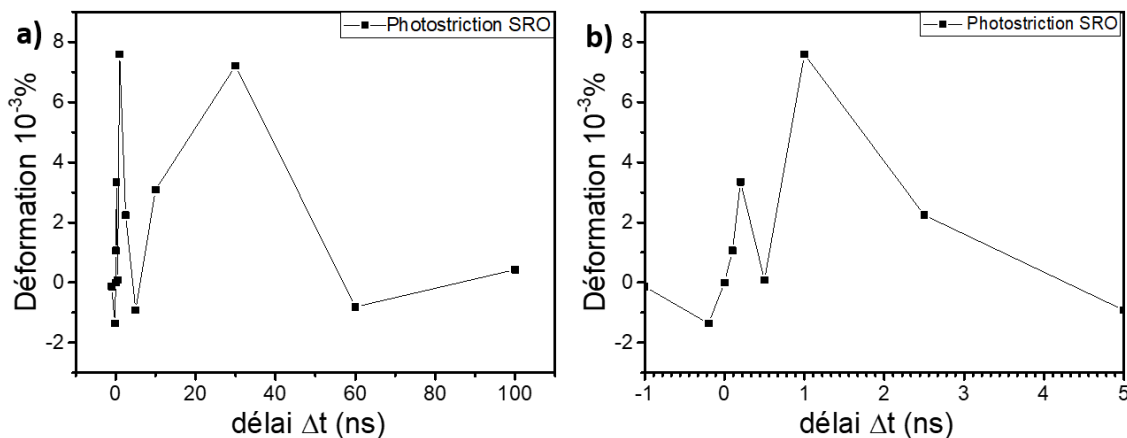 a)
Photostriction SRO
Déformation 10-3%
8
6
4
2
0
-2
0 20 40 60 80 100
délai Δt (ns)
b)
Photostriction SRO
Déformation 10-3%
8
6
4
2
0
-2
-1 0 1 2 3 4 5
délai Δt (ns)